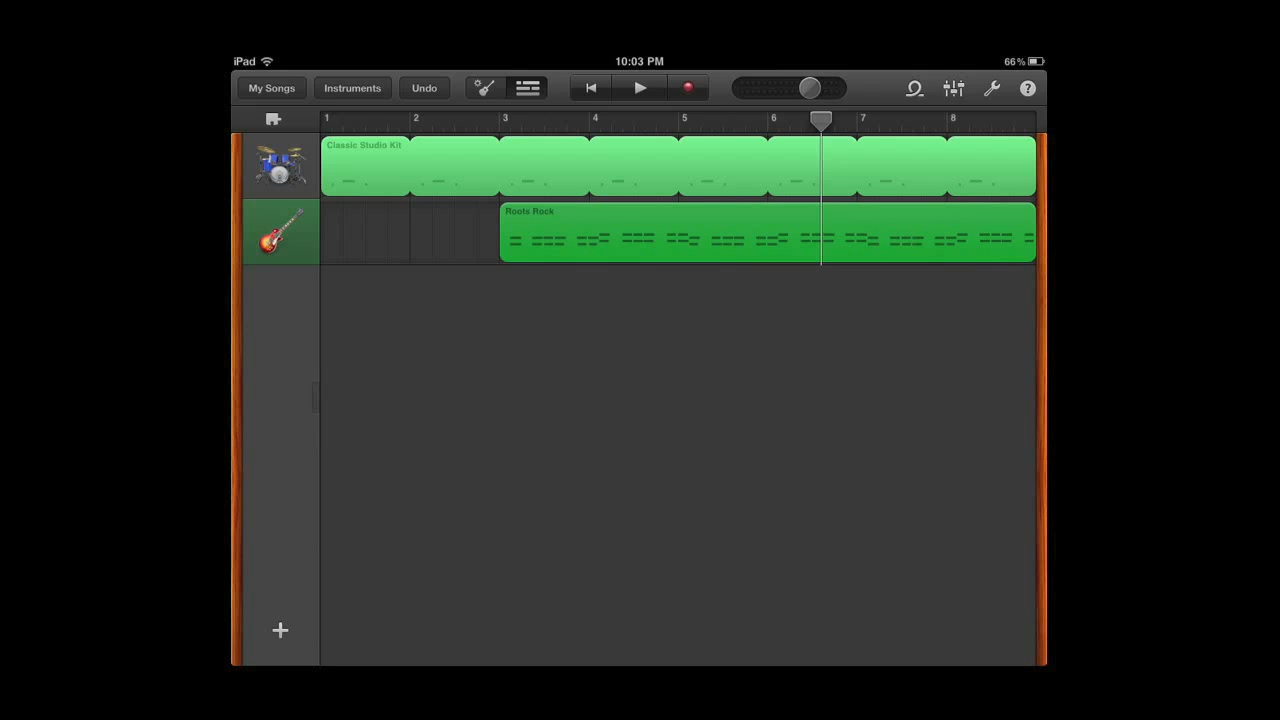 iPad 10:03 PM 66%
My Songs Instruments Undo ?
1 2 3 4 5 6 7 8
Classic Studio Kit
Roots Rock